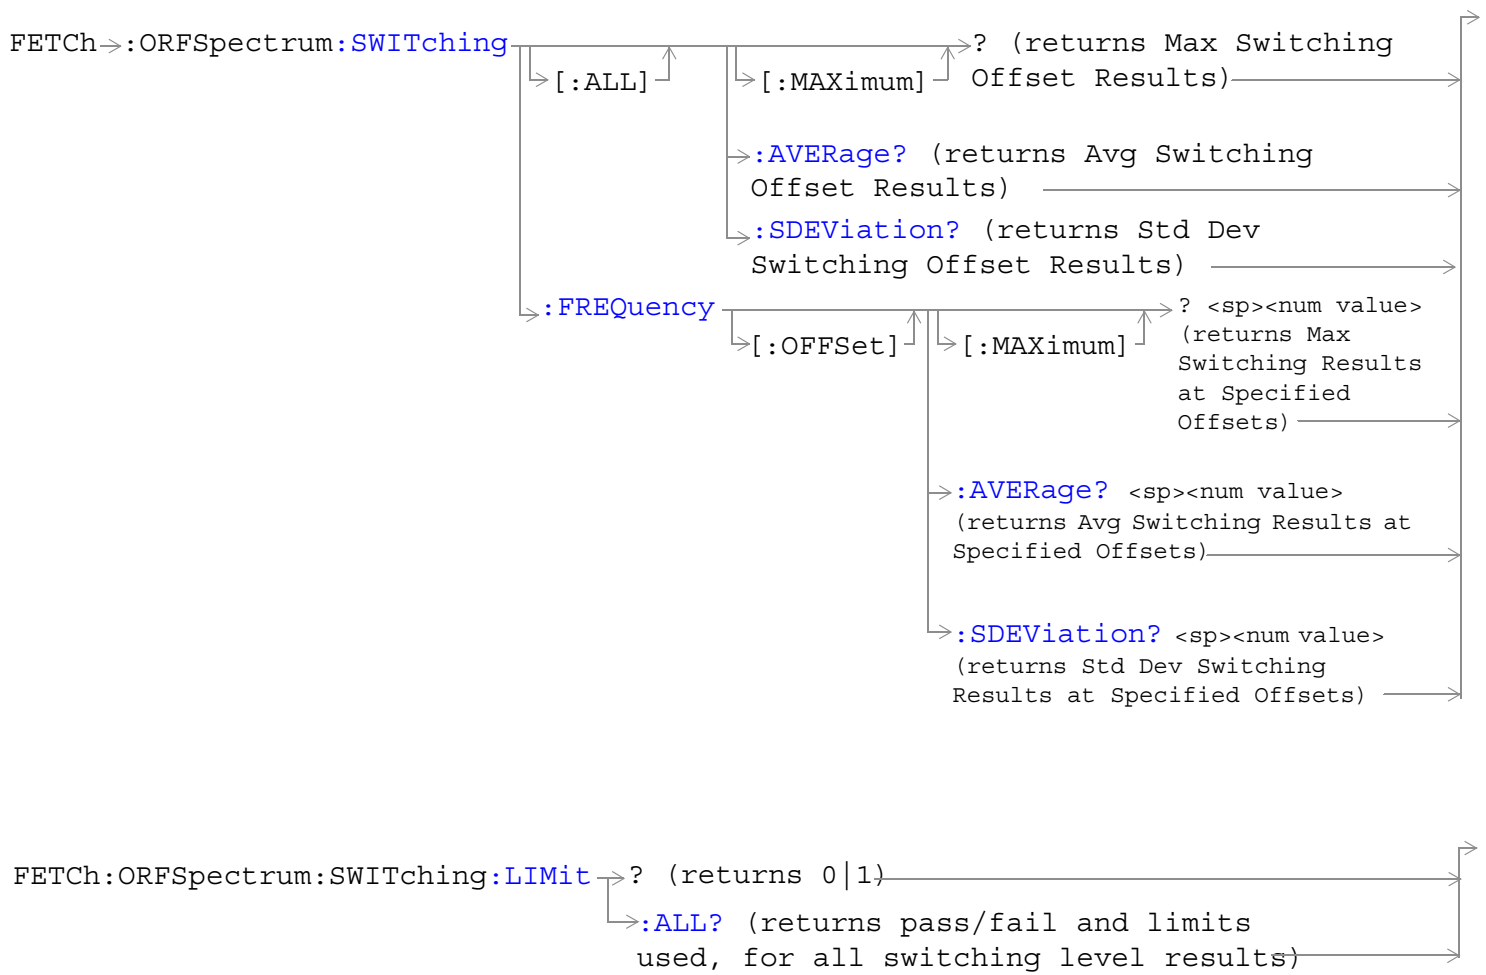 FETCh :ORFSpectrum:SWITching ? (returns Max Switching
[:ALL] [:MAXimum] Offset Results)
:AVERage? (returns Avg Switching
Offset Results)
:SDEViation? (returns Std Dev
Switching Offset Results)
:FREQuency ? <sp><num value>
[:OFFSet] [:MAXimum] (returns Max
Switching Results
at Specified
Offsets)
:AVERage? <sp><num value>
(returns Avg Switching Results at
Specified Offsets)
:SDEViation? <sp><num value>
(returns Std Dev Switching
Results at Specified Offsets)
FETCh:ORFSpectrum:SWITching:LIMit ? (returns 0|1)
:ALL? (returns pass/fail and limits
used, for all switching level results)